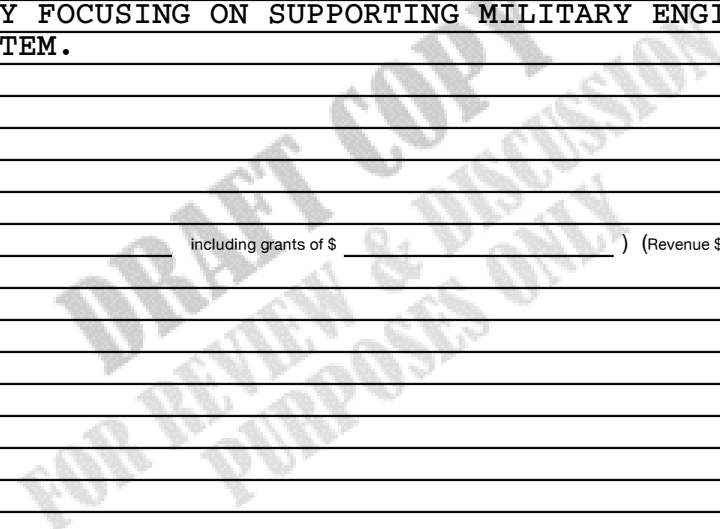 Y FOCUSING ON SUPPORTING MILITARY ENGI
TEM.
including grants of $ ) (Revenue $
DRAFT COPY
FOR REVIEW & DISCUSSION
PURPOSES ONLY